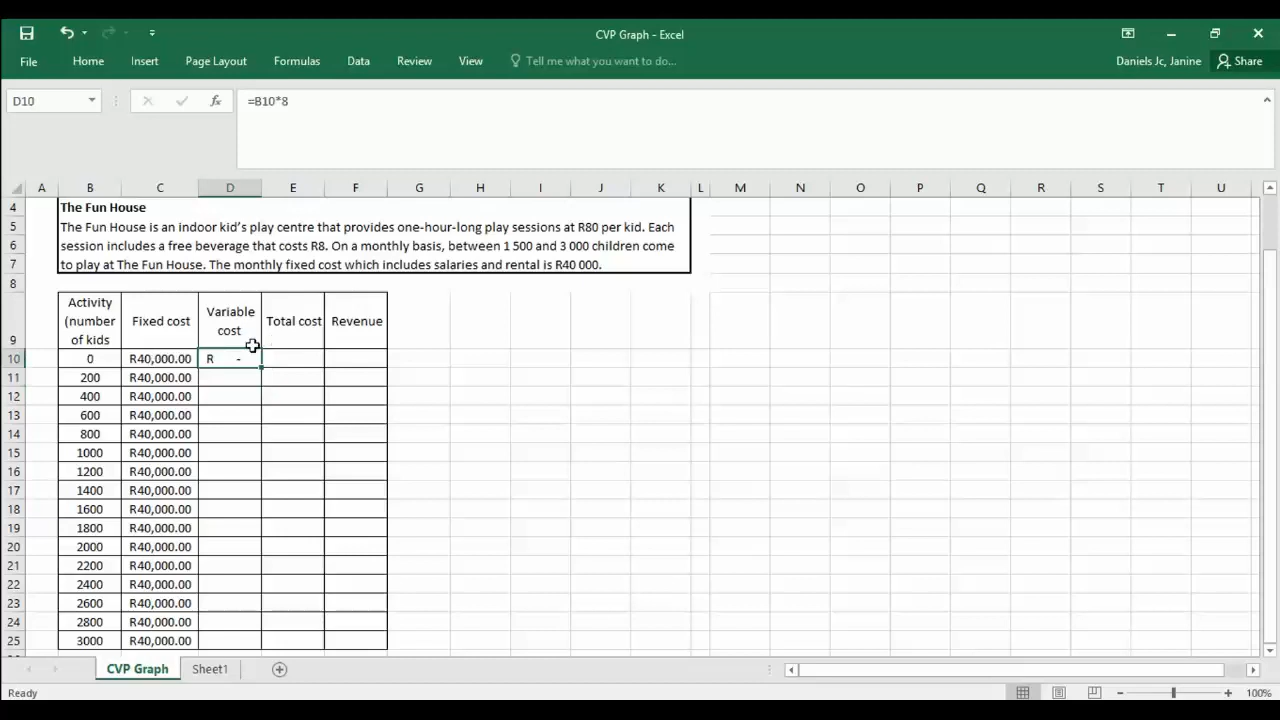 CVP Graph - Excel
File Home Insert Page Layout Formulas Data Review View Tell me what you want to do... Daniels Jc, Janine Share
D10 fx =B10*8
A B C D E F G H I J K L M N O P Q R S T U
4 The Fun House
5 The Fun House is an indoor kid's play centre that provides one-hour-long play sessions at R80 per kid. Each
6 session includes a free beverage that costs R8. On a monthly basis, between 1 500 and 3 000 children come
7 to play at The Fun House. The monthly fixed cost which includes salaries and rental is R40 000.
8
9 Activity (number of kids Fixed cost Variable cost Total cost Revenue
10 0 R40,000.00 R -
11 200 R40,000.00
12 400 R40,000.00
13 600 R40,000.00
14 800 R40,000.00
15 1000 R40,000.00
16 1200 R40,000.00
17 1400 R40,000.00
18 1600 R40,000.00
19 1800 R40,000.00
20 2000 R40,000.00
21 2200 R40,000.00
22 2400 R40,000.00
23 2600 R40,000.00
24 2800 R40,000.00
25 3000 R40,000.00
CVP Graph Sheet1
Ready 100%